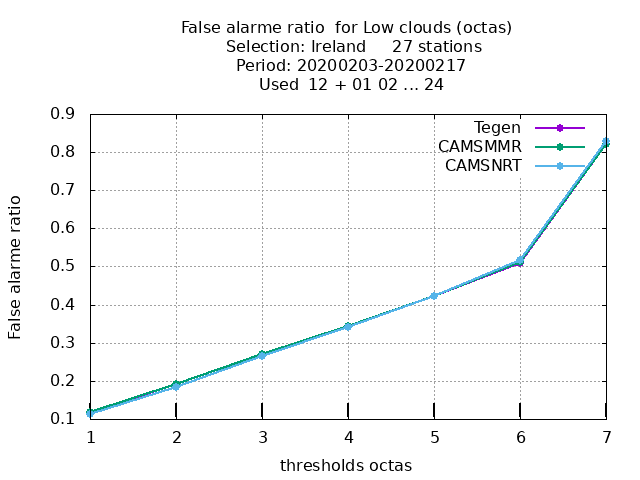 False alarme ratio  for Low clouds (octas)
Selection: Ireland     27 stations
Period: 20200203-20200217
Used  12 + 01 02 ... 24
Tegen
CAMSMMR
CAMSNRT
False alarme ratio
0.9
0.8
0.7
0.6
0.5
0.4
0.3
0.2
0.1
1 2 3 4 5 6 7
thresholds octas